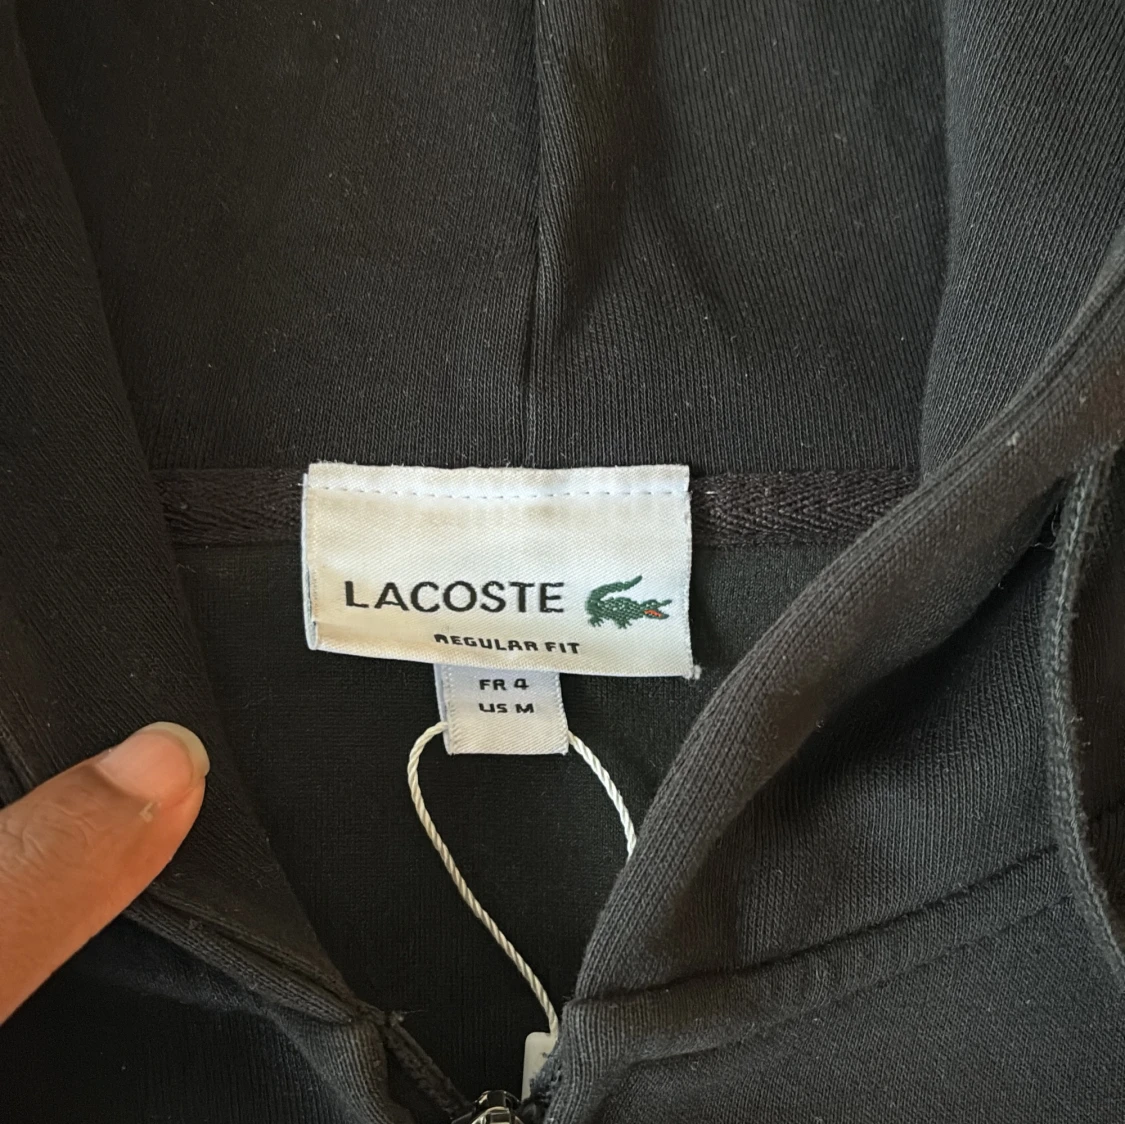 LACOSTE
REGULAR FIT
FR 4
US M